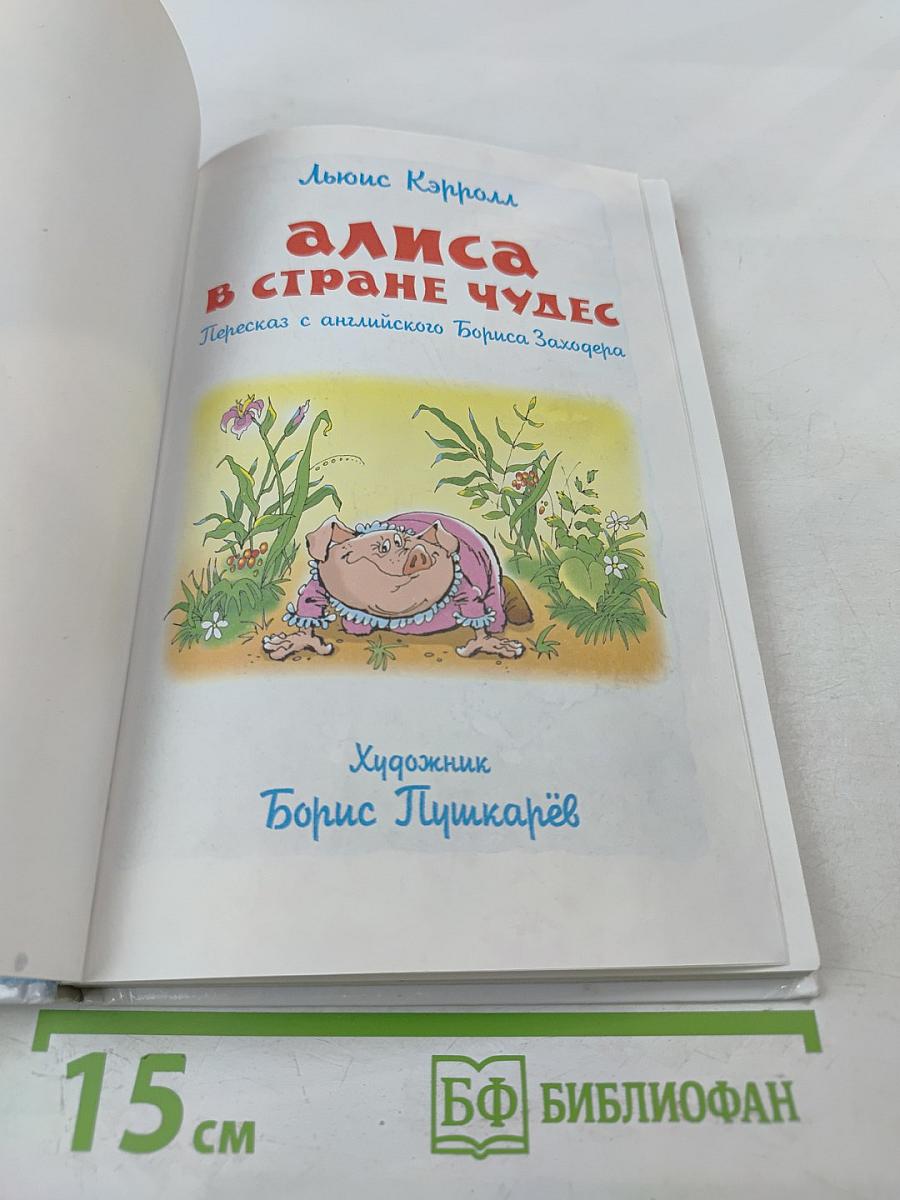 Льюис Кэрролл
АЛИСА
В СТРАНЕ ЧУДЕС
Пересказ с английского Бориса Заходера
Художник
Борис Пушкарёв
15 см
БФ БИБЛИОФАН